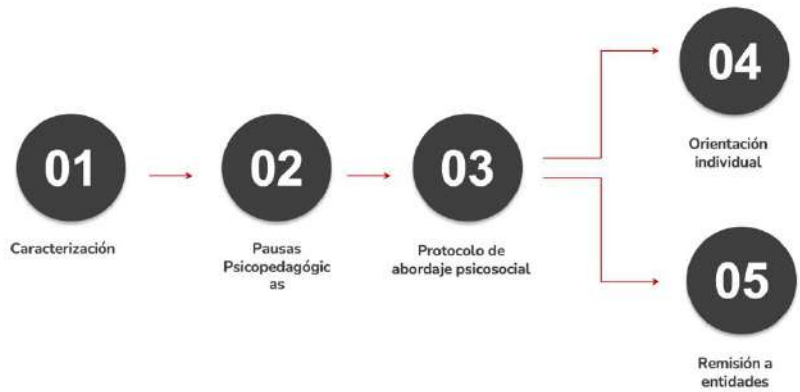 01
Caracterización
02
Pausas
Psicopedagógic
as
03
Protocolo de
abordaje psicosocial
04
Orientación
individual
05
Remisión a
entidades